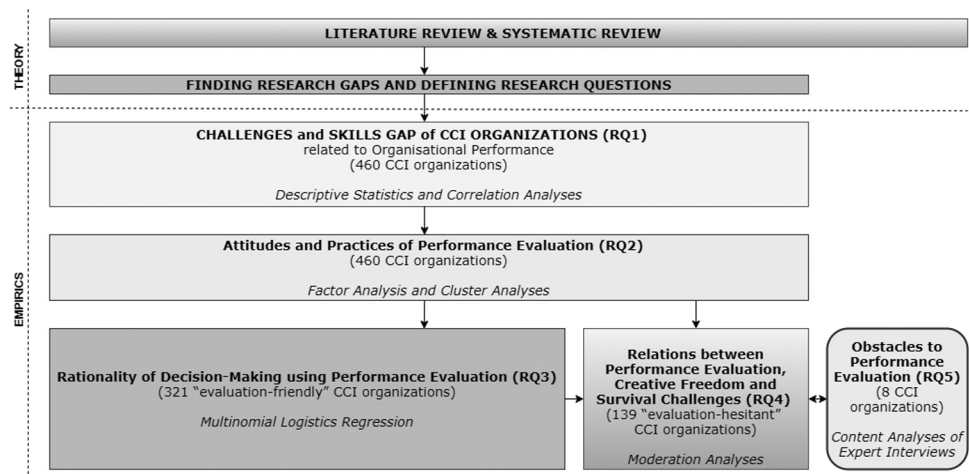 THEORY
LITERATURE REVIEW & SYSTEMATIC REVIEW
FINDING RESEARCH GAPS AND DEFINING RESEARCH QUESTIONS
EMPIRICS
CHALLENGES and SKILLS GAP of CCI ORGANIZATIONS (RQ1)
related to Organisational Performance
(460 CCI organizations)
Descriptive Statistics and Correlation Analyses
Attitudes and Practices of Performance Evaluation (RQ2)
(460 CCI organizations)
Factor Analysis and Cluster Analyses
Rationality of Decision-Making using Performance Evaluation (RQ3)
(321 “evaluation-friendly” CCI organizations)
Multinomial Logistics Regression
Relations between
Performance Evaluation,
Creative Freedom and
Survival Challenges (RQ4)
(139 “evaluation-hesitant”
CCI organizations)
Moderation Analyses
Obstacles to
Performance
Evaluation (RQ5)
(8 CCI
organizations)
Content Analyses of
Expert Interviews